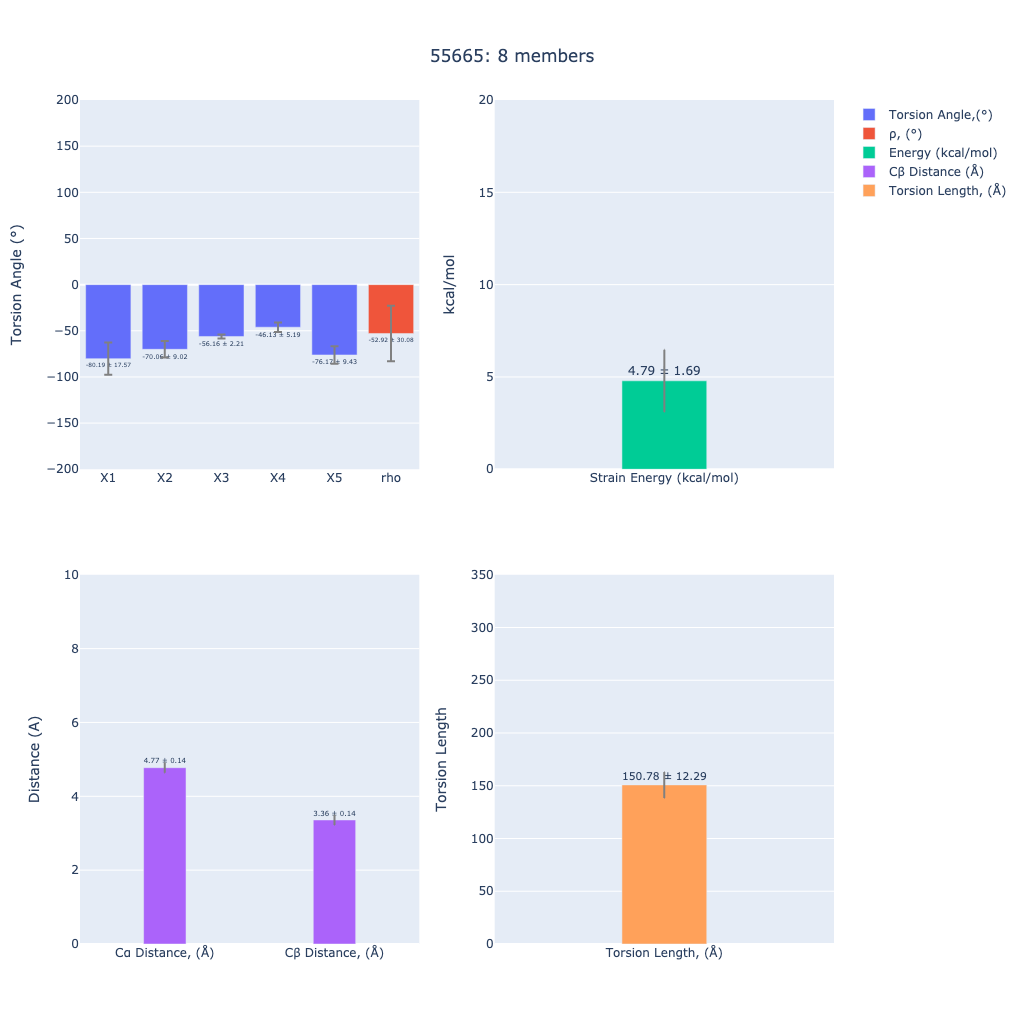 55665: 8 members
Torsion Angle (°)
200
150
100
50
0
−50
−100
−150
−200
-80.19 ± 17.57
-70.06 ± 9.02
-56.16 ± 2.21
-46.13 ± 5.19
-76.17 ± 9.43
-52.92 ± 30.08
X1 X2 X3 X4 X5 rho
kcal/mol
20
15
10
5
0
4.79 ± 1.69
Strain Energy (kcal/mol)
Torsion Angle,(°)
ρ, (°)
Energy (kcal/mol)
Cβ Distance (Å)
Torsion Length, (Å)
Distance (A)
10
8
6
4
2
0
4.77 ± 0.14
3.36 ± 0.14
Cα Distance, (Å) Cβ Distance, (Å)
Torsion Length
350
300
250
200
150
100
50
0
150.78 ± 12.29
Torsion Length, (Å)